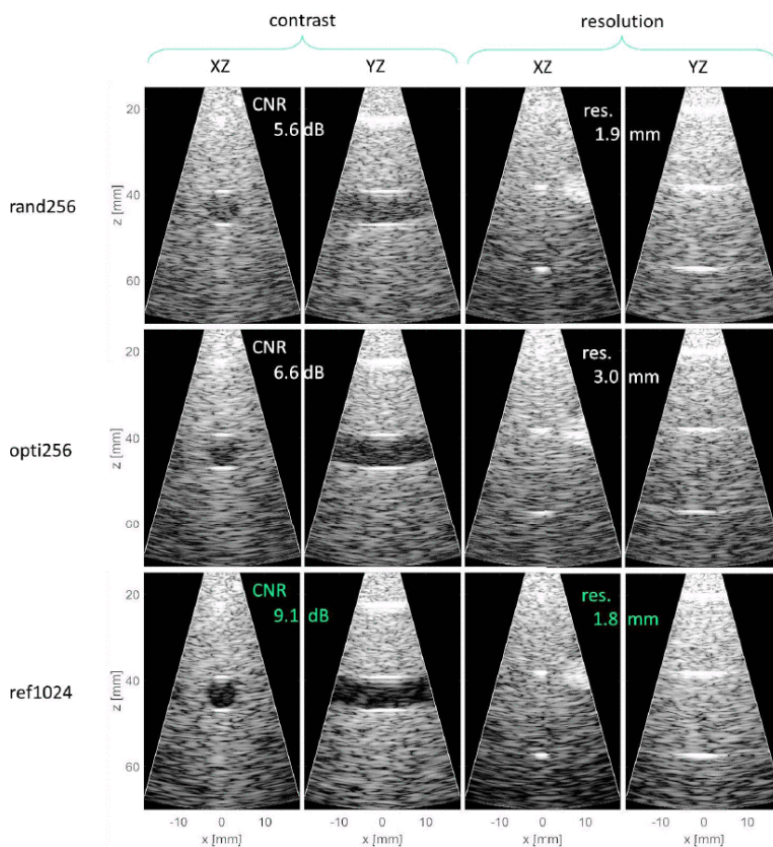 contrast resolution
XZ YZ XZ YZ
20
40
60
z [mm]
rand256
CNR
5.6 dB
res.
1.9 mm
20
40
60
z [mm]
opti256
CNR
6.6 dB
res.
3.0 mm
20
40
60
z [mm]
ref1024
CNR
9.1 dB
res.
1.8 mm
-10 0 10 -10 0 10 -10 0 10 -10 0 10
x [mm] x [mm] x [mm] x [mm]